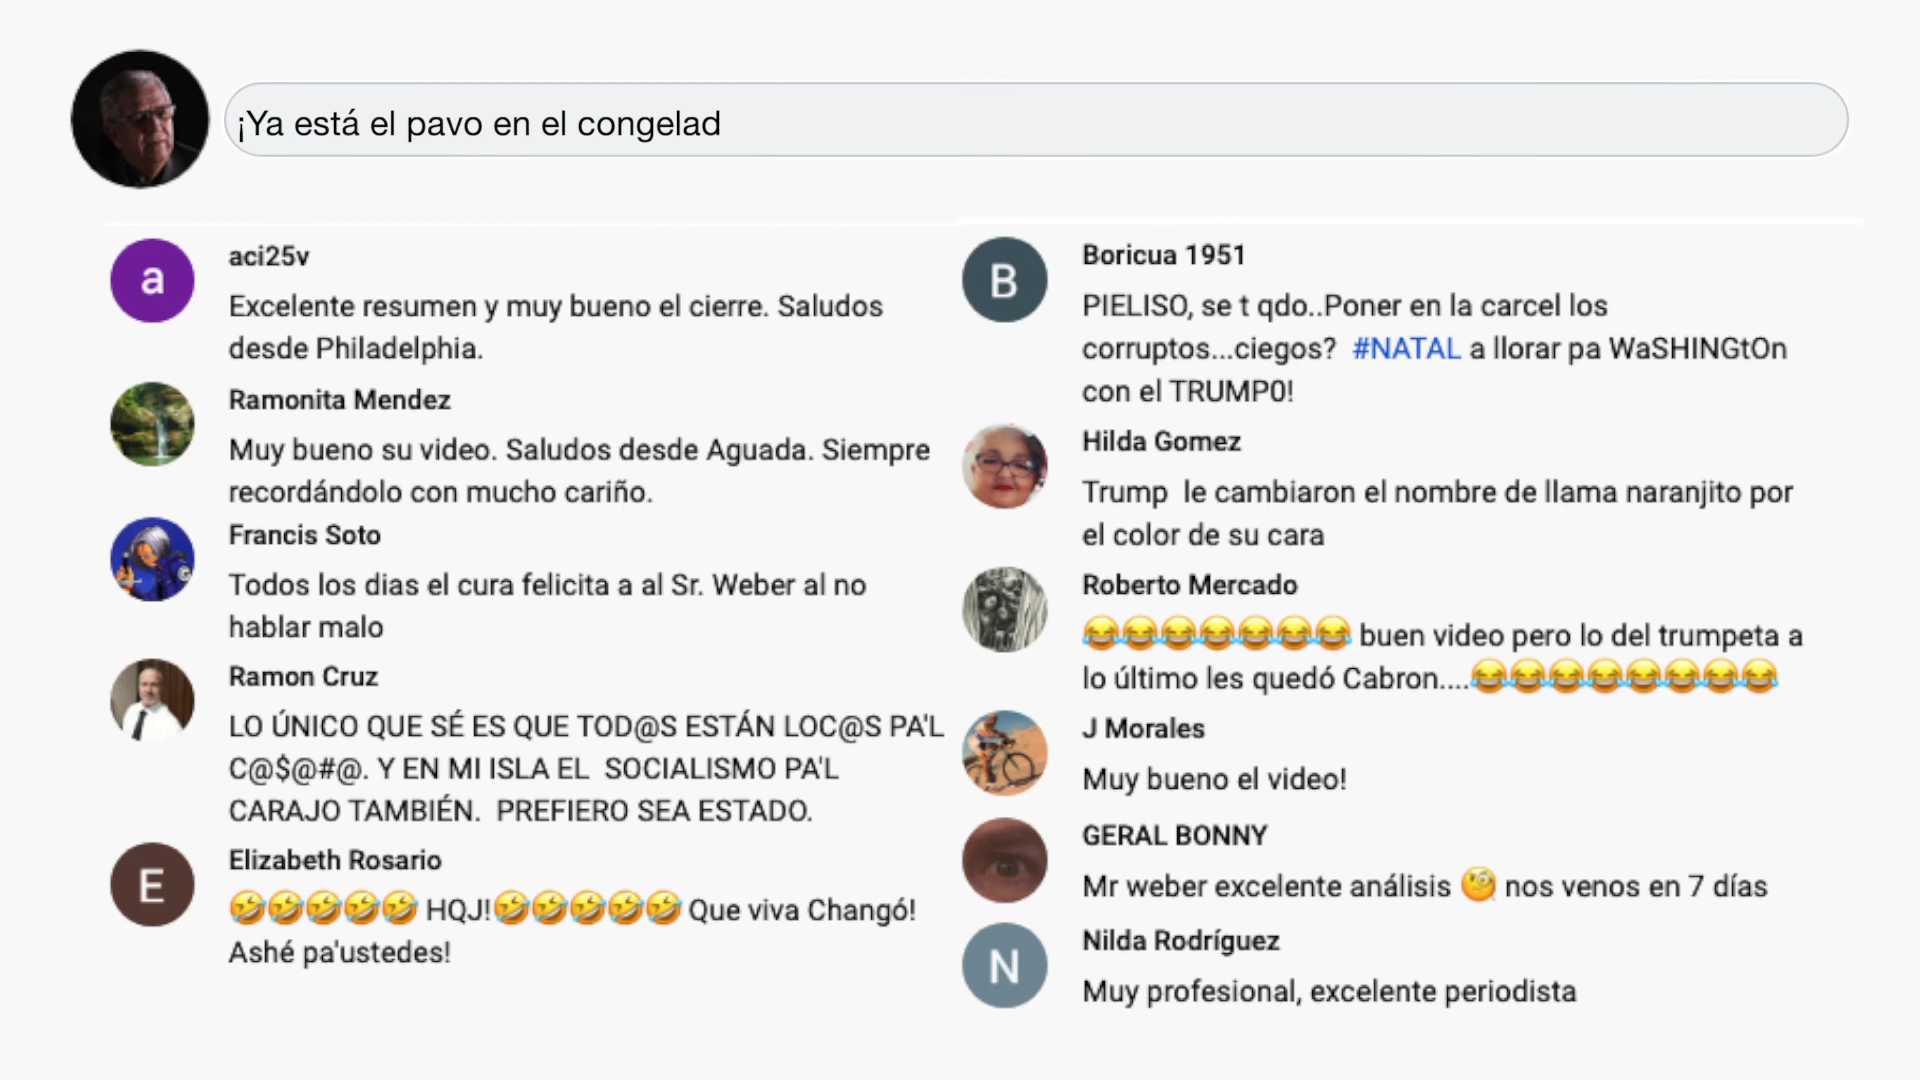 ¡Ya está el pavo en el congelad
a
aci25v
Excelente resumen y muy bueno el cierre. Saludos
desde Philadelphia.
Ramonita Mendez
Muy bueno su video. Saludos desde Aguada. Siempre
recordándolo con mucho cariño.
Francis Soto
Todos los dias el cura felicita a al Sr. Weber al no
hablar malo
Ramon Cruz
LO ÚNICO QUE SÉ ES QUE TOD@S ESTÁN LOC@S PA'L
C@$@#@. Y EN MI ISLA EL  SOCIALISMO PA'L
CARAJO TAMBIÉN.  PREFIERO SEA ESTADO.
E
Elizabeth Rosario
🤣🤣🤣🤣🤣 HQJ!🤣🤣🤣🤣🤣 Que viva Changó!
Ashé pa'ustedes!
B
Boricua 1951
PIELISO, se t qdo..Poner en la carcel los
corruptos...ciegos?  #NATAL a llorar pa WaSHINGtOn
con el TRUMP0!
Hilda Gomez
Trump  le cambiaron el nombre de llama naranjito por
el color de su cara
Roberto Mercado
😂😂😂😂😂😂😂 buen video pero lo del trumpeta a
lo último les quedó Cabron....😂😂😂😂😂😂😂😂
J Morales
Muy bueno el video!
GERAL BONNY
Mr weber excelente análisis 🧐 nos venos en 7 días
N
Nilda Rodríguez
Muy profesional, excelente periodista